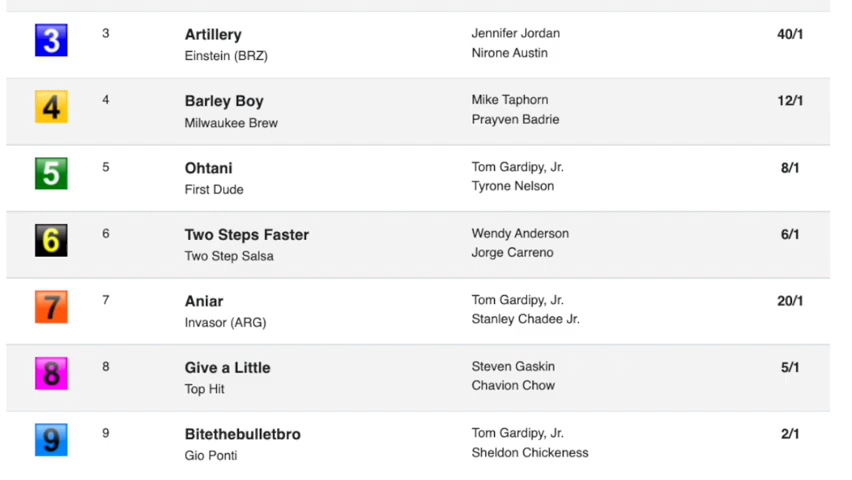 3 3 Artillery Jennifer Jordan 40/1
Einstein (BRZ) Nirone Austin
4 4 Barley Boy Mike Taphorn 12/1
Milwaukee Brew Prayven Badrie
5 5 Ohtani Tom Gardipy, Jr. 8/1
First Dude Tyrone Nelson
6 6 Two Steps Faster Wendy Anderson 6/1
Two Step Salsa Jorge Carreno
7 7 Aniar Tom Gardipy, Jr. 20/1
Invasor (ARG) Stanley Chadee Jr.
8 8 Give a Little Steven Gaskin 5/1
Top Hit Chavion Chow
9 9 Bitethebulletbro Tom Gardipy, Jr. 2/1
Gio Ponti Sheldon Chickeness